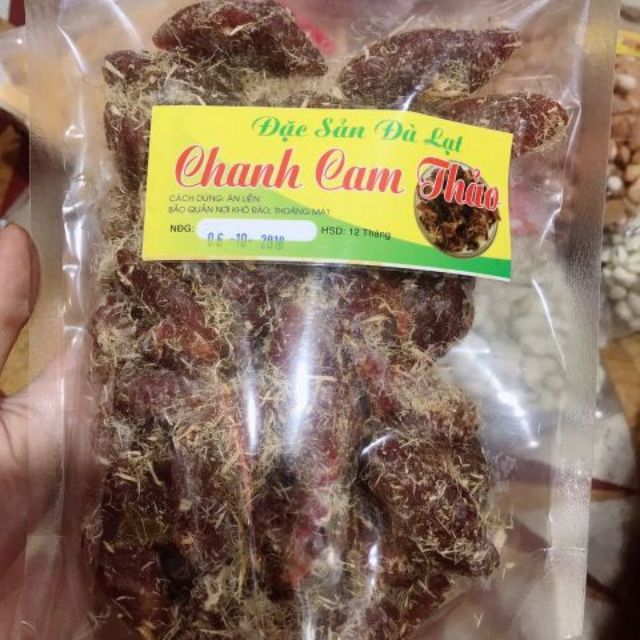 Đặc Sản Đà Lạt
Chanh Cam Thảo
CÁCH DÙNG: ĂN LIỀN
BẢO QUẢN NƠI KHÔ RÁO, THOÁNG MÁT
NĐG: 06 -10- 2018 HSD: 12 Tháng